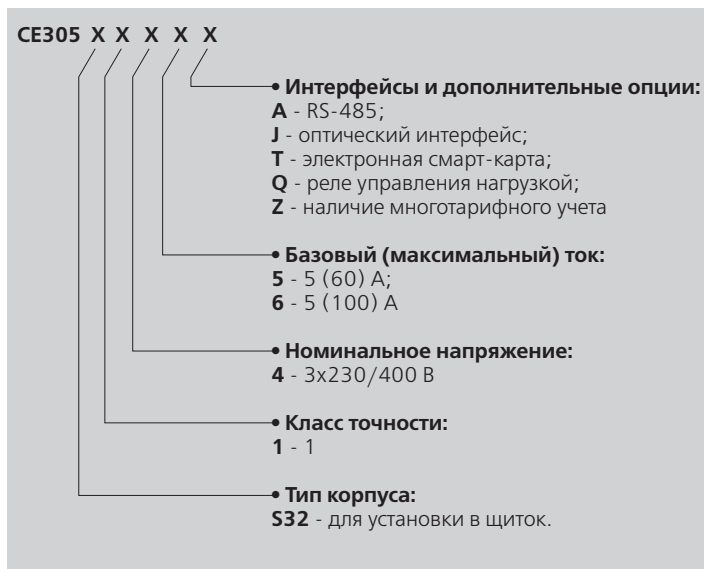 CE305 X X X X X
• Интерфейсы и дополнительные опции:
A - RS-485;
J - оптический интерфейс;
T - электронная смарт-карта;
Q - реле управления нагрузкой;
Z - наличие многотарифного учета
• Базовый (максимальный) ток:
5 - 5 (60) А;
6 - 5 (100) А
• Номинальное напряжение:
4 - 3x230/400 В
• Класс точности:
1 - 1
• Тип корпуса:
S32 - для установки в щиток.